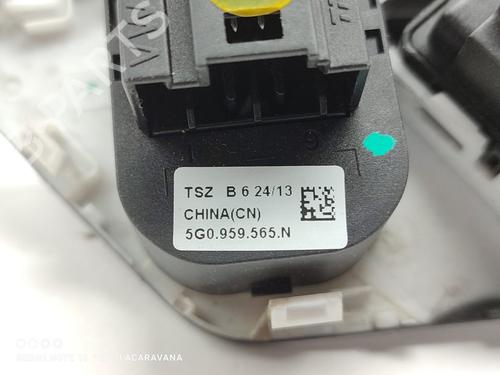 TSZ B 6 24/13
CHINA(CN)
5G0.959.565.N